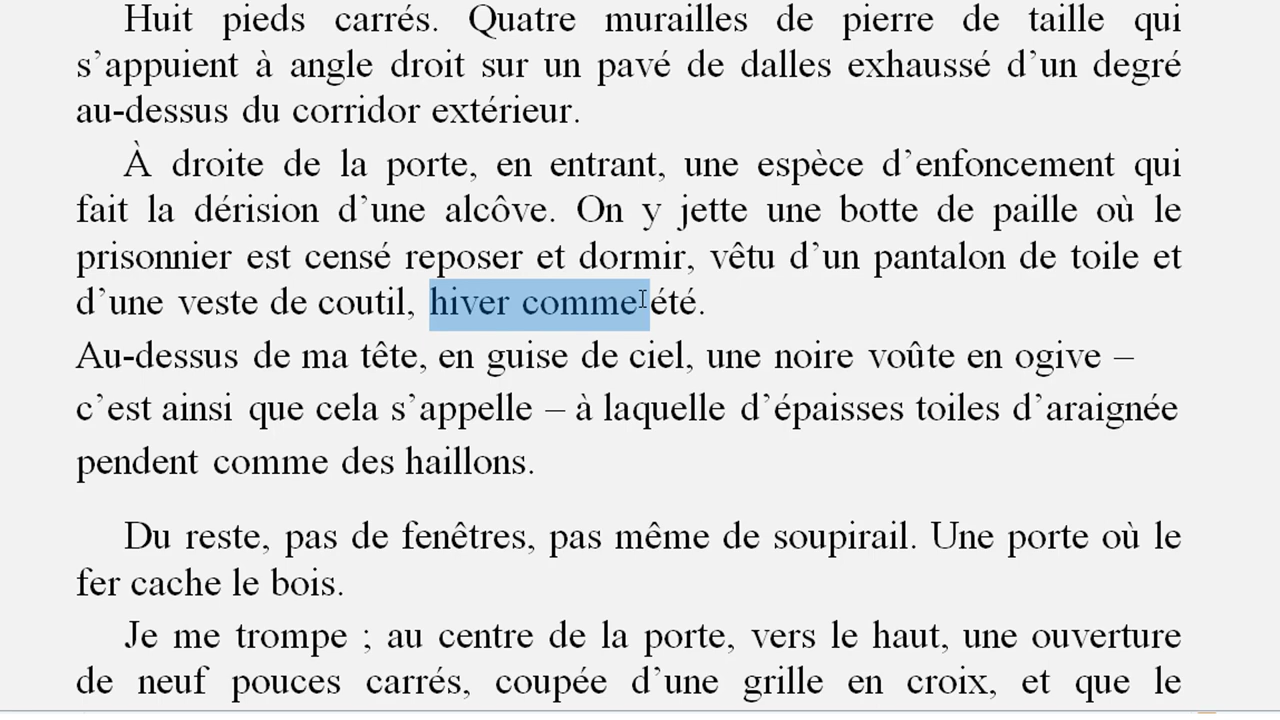 Huit pieds carrés. Quatre murailles de pierre de taille qui
s’appuient à angle droit sur un pavé de dalles exhaussé d’un degré
au-dessus du corridor extérieur.
À droite de la porte, en entrant, une espèce d’enfoncement qui
fait la dérision d’une alcôve. On y jette une botte de paille où le
prisonnier est censé reposer et dormir, vêtu d’un pantalon de toile et
d’une veste de coutil, hiver comme été.
Au-dessus de ma tête, en guise de ciel, une noire voûte en ogive –
c’est ainsi que cela s’appelle – à laquelle d’épaisses toiles d’araignée
pendent comme des haillons.
Du reste, pas de fenêtres, pas même de soupirail. Une porte où le
fer cache le bois.
Je me trompe ; au centre de la porte, vers le haut, une ouverture
de neuf pouces carrés, coupée d’une grille en croix, et que le